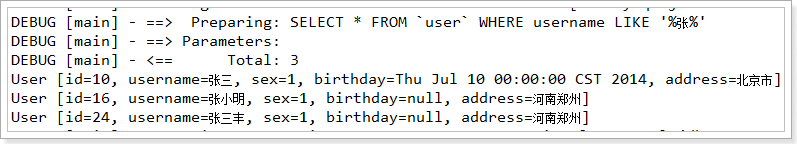 DEBUG [main] - ==>  Preparing: SELECT * FROM `user` WHERE username LIKE '%张%'
DEBUG [main] - ==> Parameters:
DEBUG [main] - <==      Total: 3
User [id=10, username=张三, sex=1, birthday=Thu Jul 10 00:00:00 CST 2014, address=北京市]
User [id=16, username=张小明, sex=1, birthday=null, address=河南郑州]
User [id=24, username=张三丰, sex=1, birthday=null, address=河南郑州]